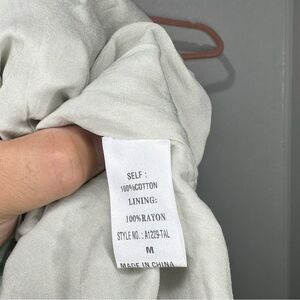 SELF :
100%COTTON
LINING:
100%RAYON
STYLE NO. : A1229-TAL
M
MADE IN CHINA